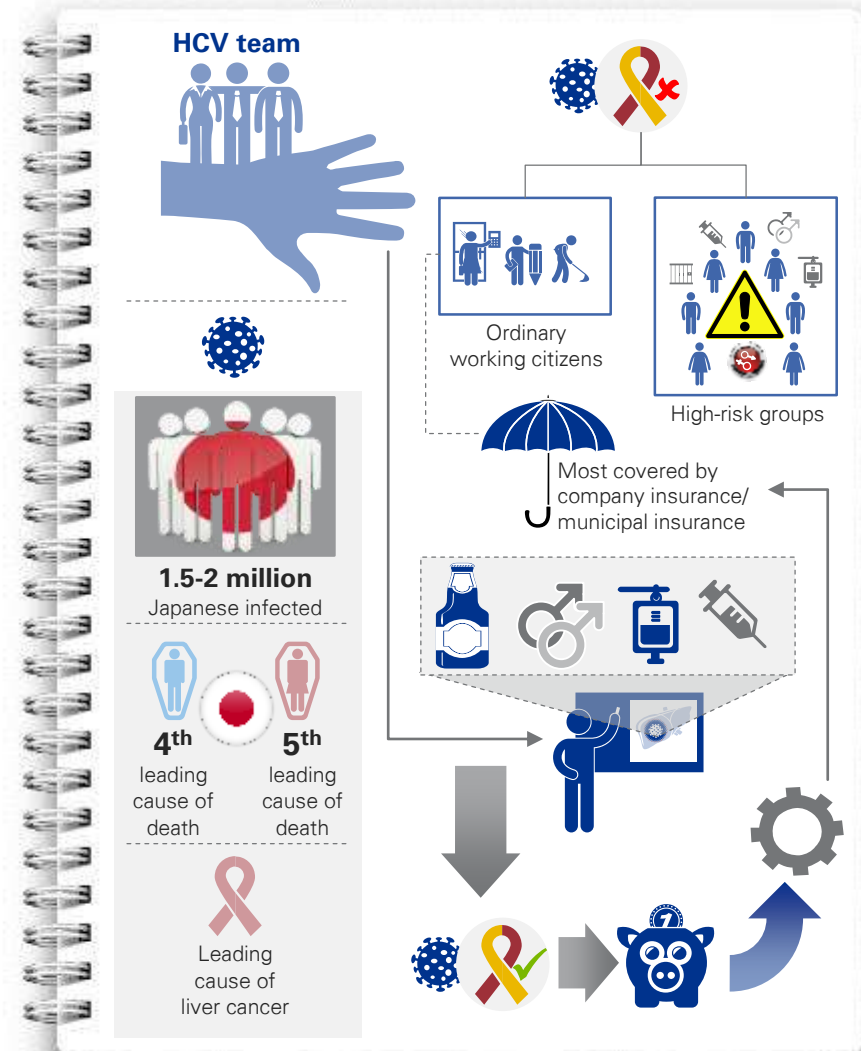 HCV team
1.5-2 million
Japanese infected
4th
leading
cause of
death
5th
leading
cause of
death
Leading
cause of
liver cancer
Ordinary
working citizens
High-risk groups
Most covered by
company insurance/
municipal insurance